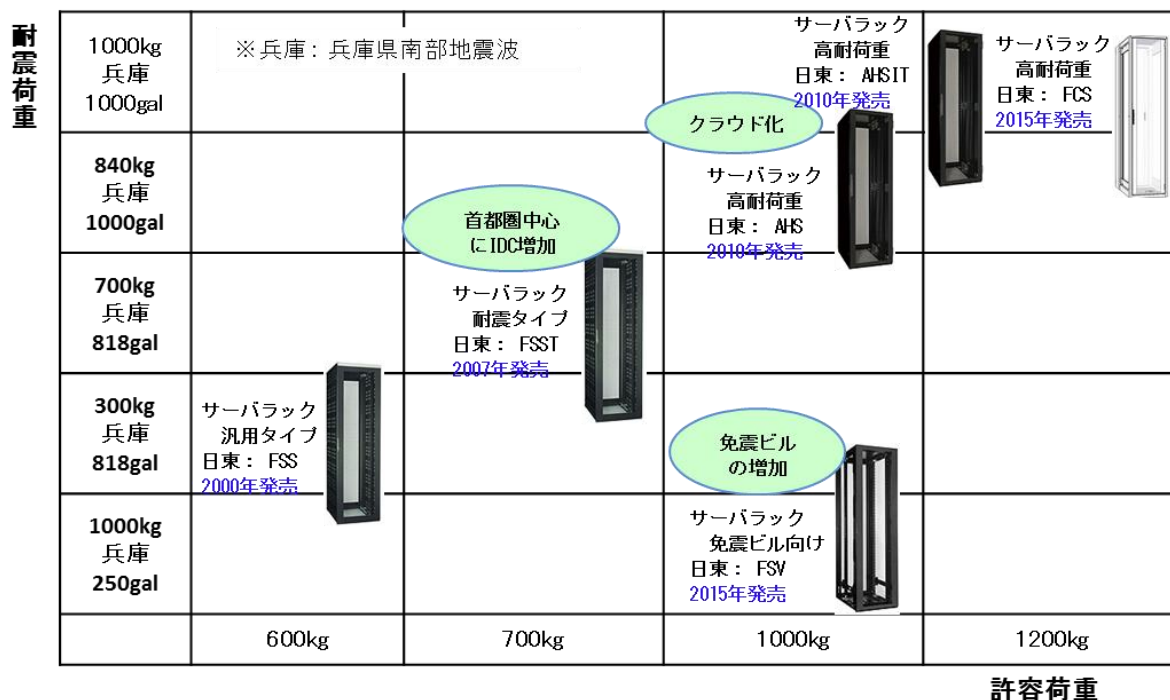 耐震荷重
1000kg
兵庫
1000gal
※兵庫：兵庫県南部地震波
サーバラック
高耐荷重
日東： AHSIT
2010年発売
サーバラック
高耐荷重
日東： FCS
2015年発売
クラウド化
840kg
兵庫
1000gal
サーバラック
高耐荷重
日東： AHS
2010年発売
首都圏中心
にIDC増加
700kg
兵庫
818gal
サーバラック
耐震タイプ
日東： FSST
2007年発売
300kg
兵庫
818gal
サーバラック
汎用タイプ
日東： FSS
2000年発売
免震ビル
の増加
1000kg
兵庫
250gal
サーバラック
免震ビル向け
日東： FSV
2015年発売
600kg
700kg
1000kg
1200kg
許容荷重